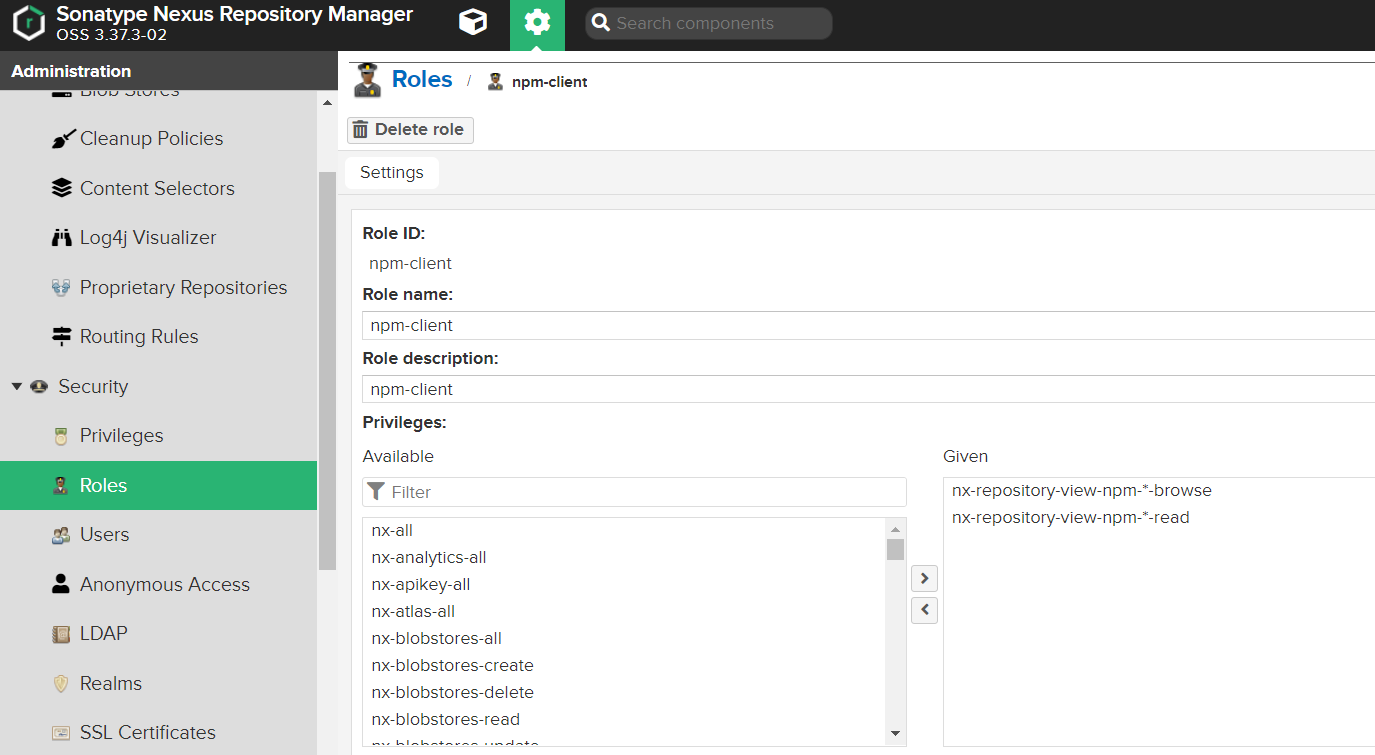 Sonatype Nexus Repository Manager
OSS 3.37.3-02
Search components
Administration
Blob Stores
Cleanup Policies
Content Selectors
Log4j Visualizer
Proprietary Repositories
Routing Rules
Security
Privileges
Roles
Users
Anonymous Access
LDAP
Realms
SSL Certificates
Roles / npm-client
Delete role
Settings
Role ID:
npm-client
Role name:
npm-client
Role description:
npm-client
Privileges:
Available
Filter
nx-all
nx-analytics-all
nx-apikey-all
nx-atlas-all
nx-blobstores-all
nx-blobstores-create
nx-blobstores-delete
nx-blobstores-read
nx-blobstores-update
Given
nx-repository-view-npm-*-browse
nx-repository-view-npm-*-read